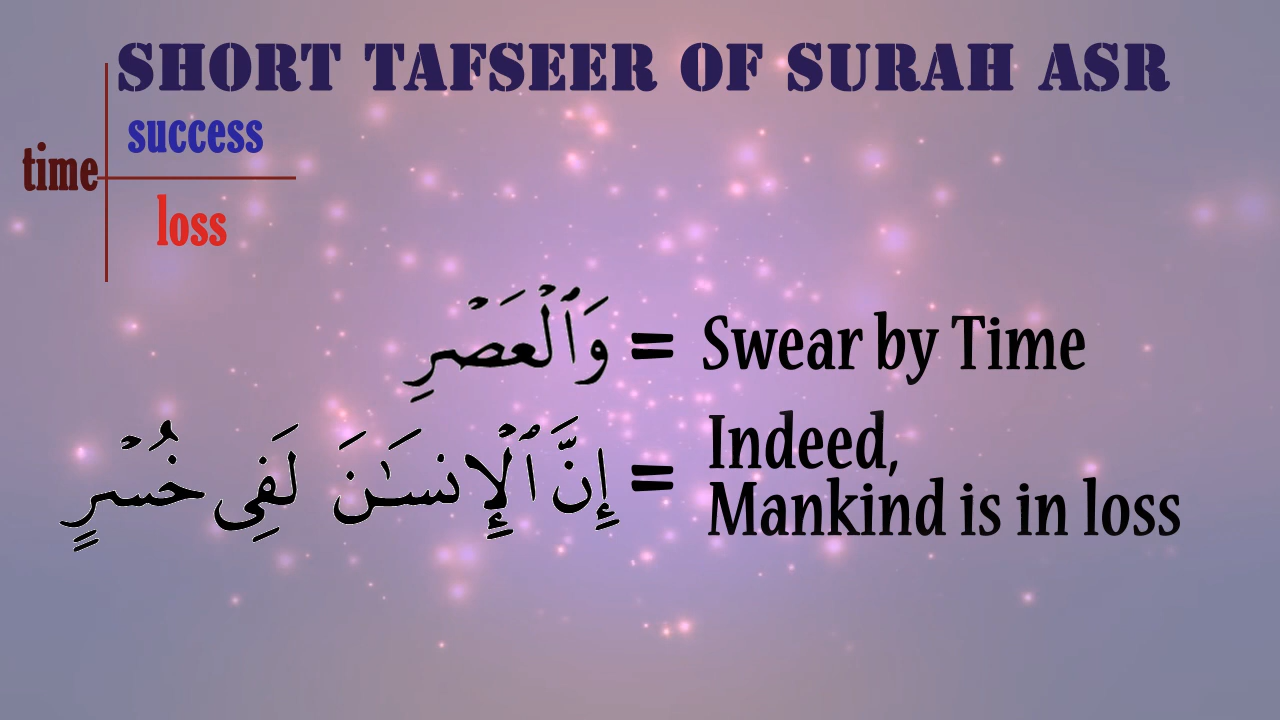 SHORT TAFSEER OF SURAH ASR
success
time
loss
وَٱلْعَصْرِ = Swear by Time
إِنَّ ٱلْإِنسَـٰنَ لَفِى خُسْرٍ = Indeed,
Mankind is in loss